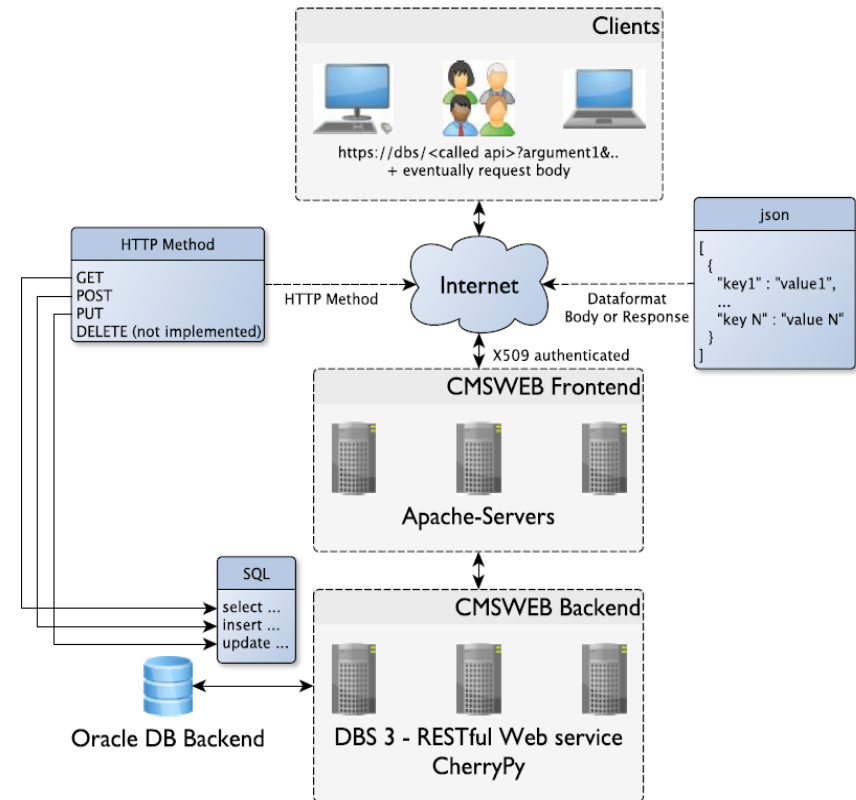 Clients
https://dbs/<called api>?argument1&..
+ eventually request body
HTTP Method
GET
POST
PUT
DELETE (not implemented)
HTTP Method
Internet
Dataformat
Body or Response
json
[
{
"key1" : "value1",
...
"key N" : "value N"
}
]
X509 authenticated
CMSWEB Frontend
Apache-Servers
SQL
select ...
insert ...
update ...
CMSWEB Backend
DBS 3 - RESTful Web service
CherryPy
Oracle DB Backend